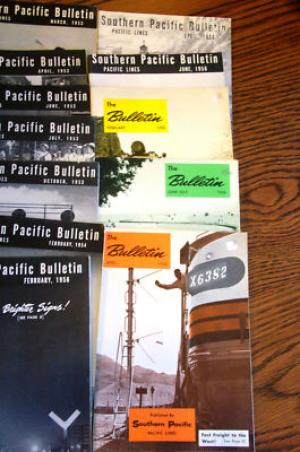 Pacific Bulletin
LINES MARCH, 1953
Pacific Bulletin
APRIL, 1953
Pacific Bulletin
JUNE, 1953
Pacific Bulletin
JULY, 1953
Pacific Bulletin
OCTOBER, 1953
Pacific Bulletin
LINES FEBRUARY, 1954
Pacific Bulletin
FEBRUARY, 1956
Brighter Signs!
Southern Pacific Bulletin
PACIFIC LINES
Southern Pacific Bulletin
PACIFIC LINES JUNE, 1956
The
Bulletin
FEBRUARY
The
Bulletin
The
Bulletin
X6382
Published By
Southern Pacific
PACIFIC LINES
Fast Freight to the
West!